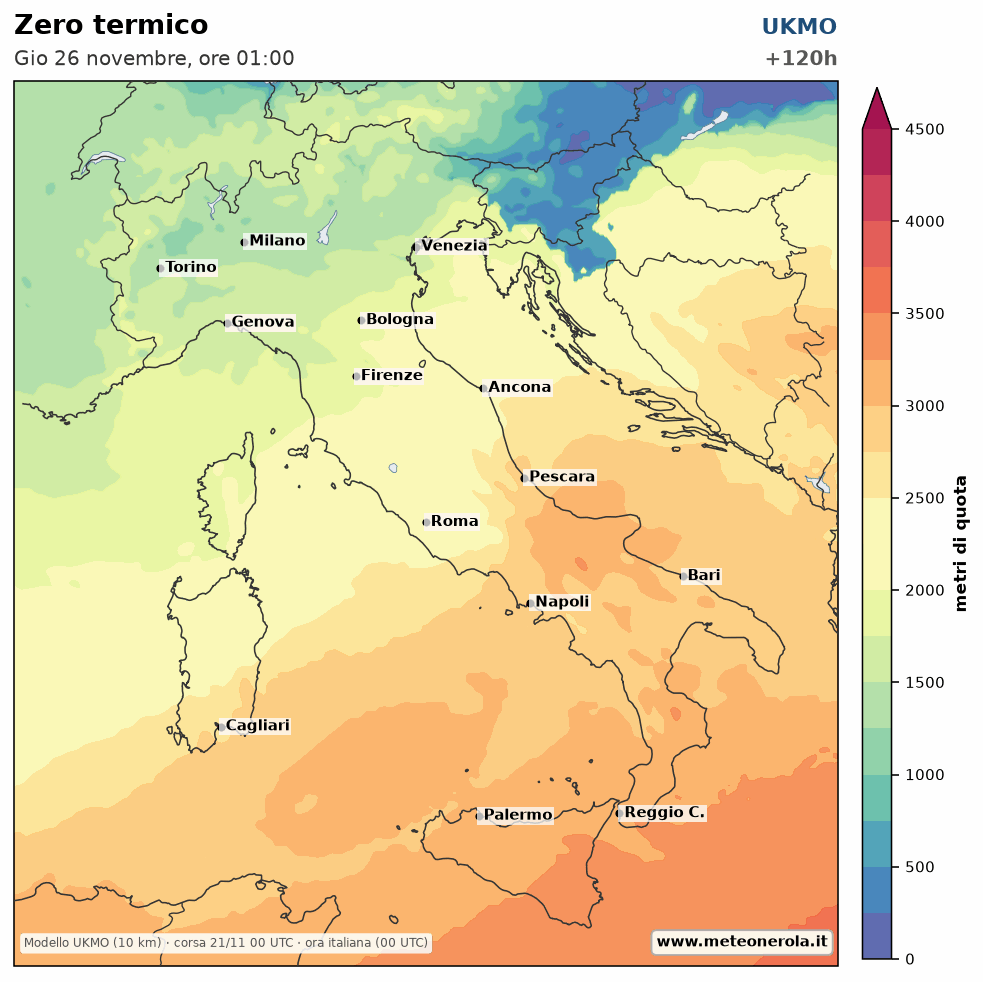 Zero termico
UKMO
Gio 26 novembre, ore 01:00
+120h
Milano
Venezia
Torino
Genova
Bologna
Firenze
Ancona
Pescara
Roma
Bari
Napoli
Cagliari
Palermo
Reggio C.
4500
4000
3500
3000
2500
2000
1500
1000
500
0
metri di quota
Modello UKMO (10 km) · corsa 21/11 00 UTC · ora italiana (00 UTC)
www.meteonerola.it